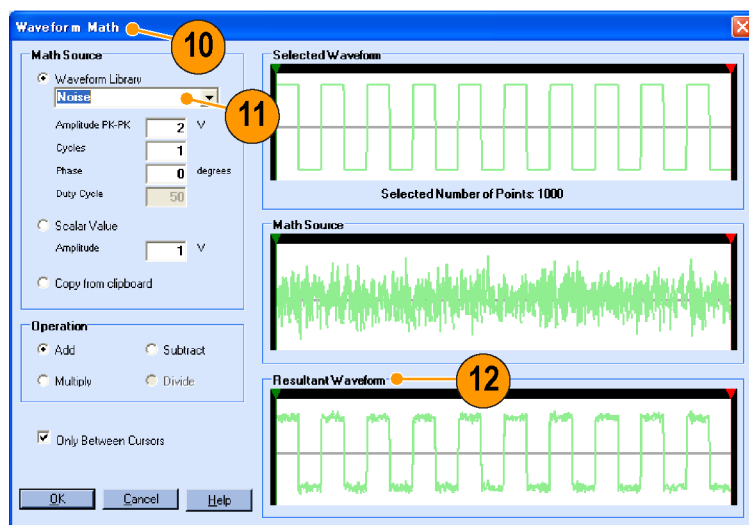 Waveform Math
10
Math Source
Waveform Library
Noise
11
Amplitude PK-PK 2 V
Cycles 1
Phase 0 degrees
Duty Cycle 50
Scalar Value
Amplitude 1 V
Copy from clipboard
Operation
Add Subtract
Multiply Divide
Only Between Cursors
OK Cancel Help
Selected Waveform
Selected Number of Points: 1000
Math Source
Resultant Waveform
12